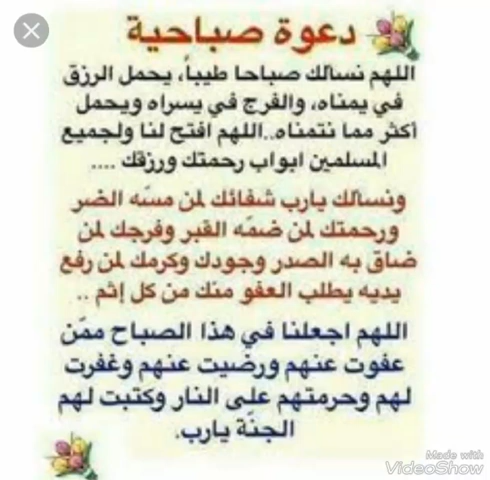 دعوة صباحية
اللهم نسالك صباحا طيباً، يحمل الرزق
في يمناه، والفرج في يسراه ويحمل
أكثر مما نتمناه..اللهم افتح لنا ولجميع
المسلمين ابواب رحمتك ورزقك ....
ونسالك يارب شفائك لمن مسّه الضر
ورحمتك لمن ضمّه القبر وفرجك لمن
ضاق به الصدر وجودك وكرمك لمن رفع
يديه يطلب العفو منك من كل إثم ..
اللهم اجعلنا في هذا الصباح ممّن
عفوت عنهم ورضيت عنهم وغفرت
لهم وحرمتهم على النار وكتبت لهم
الجنّة يارب.
Made with
VideoShow